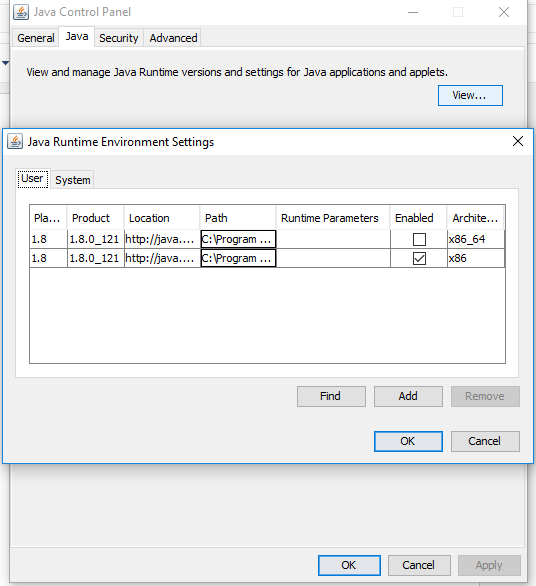 Java Control Panel
General Java Security Advanced
View and manage Java Runtime versions and settings for Java applications and applets.
View...
Java Runtime Environment Settings
User System
Pla... Product Location Path Runtime Parameters Enabled Archite...
1.8 1.8.0_121 http://java.... C:\Program ... x86_64
1.8 1.8.0_121 http://java.... C:\Program ... x86
Find Add Remove
OK Cancel
OK Cancel Apply